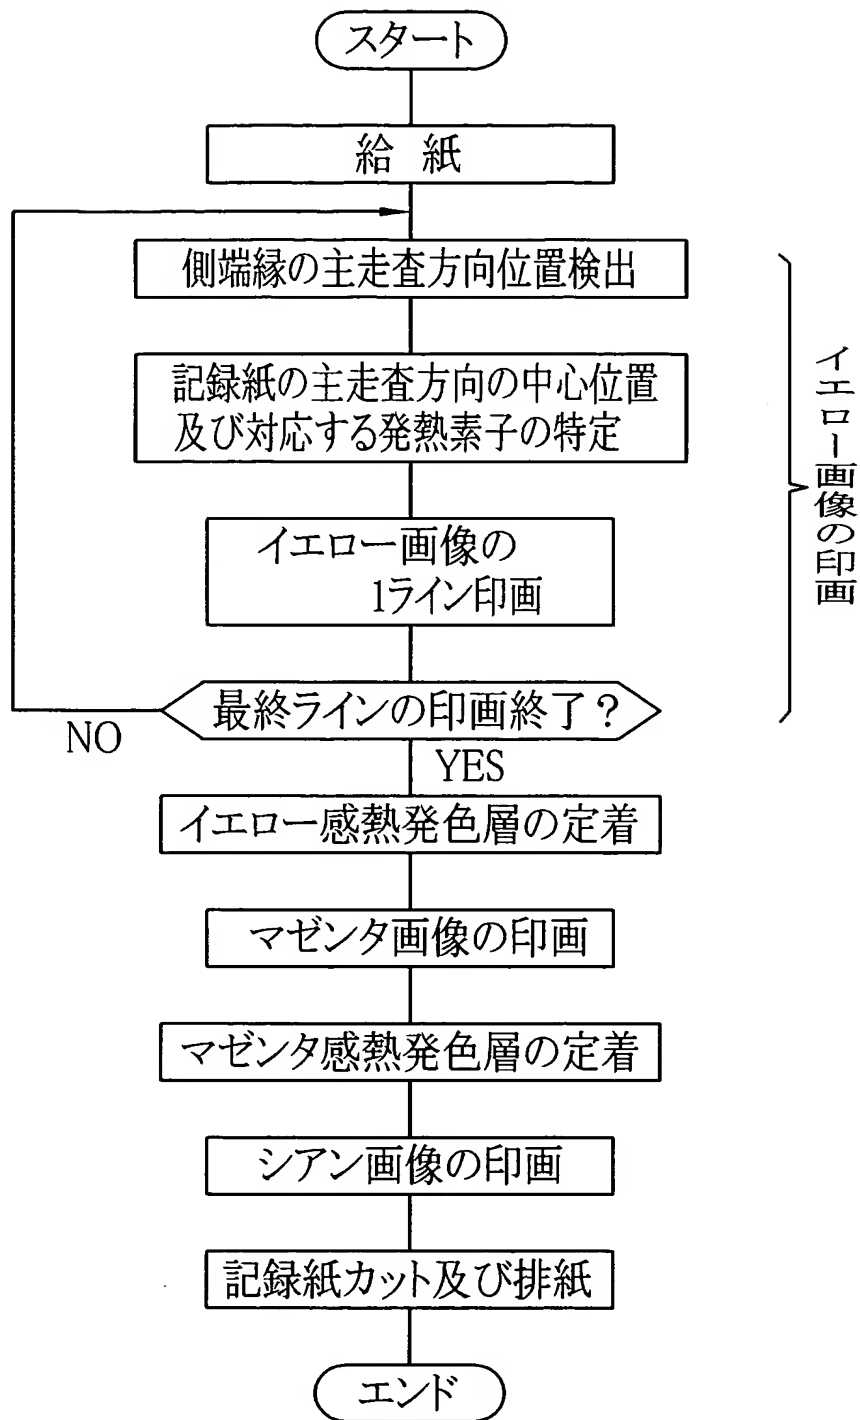 スタート
給 紙
側端縁の主走査方向位置検出
記録紙の主走査方向の中心位置
及び対応する発熱素子の特定
イエロー画像の
1ライン印画
最終ラインの印画終了？
NO
YES
イエロー画像の印画
イエロー感熱発色層の定着
マゼンタ画像の印画
マゼンタ感熱発色層の定着
シアン画像の印画
記録紙カット及び排紙
エンド